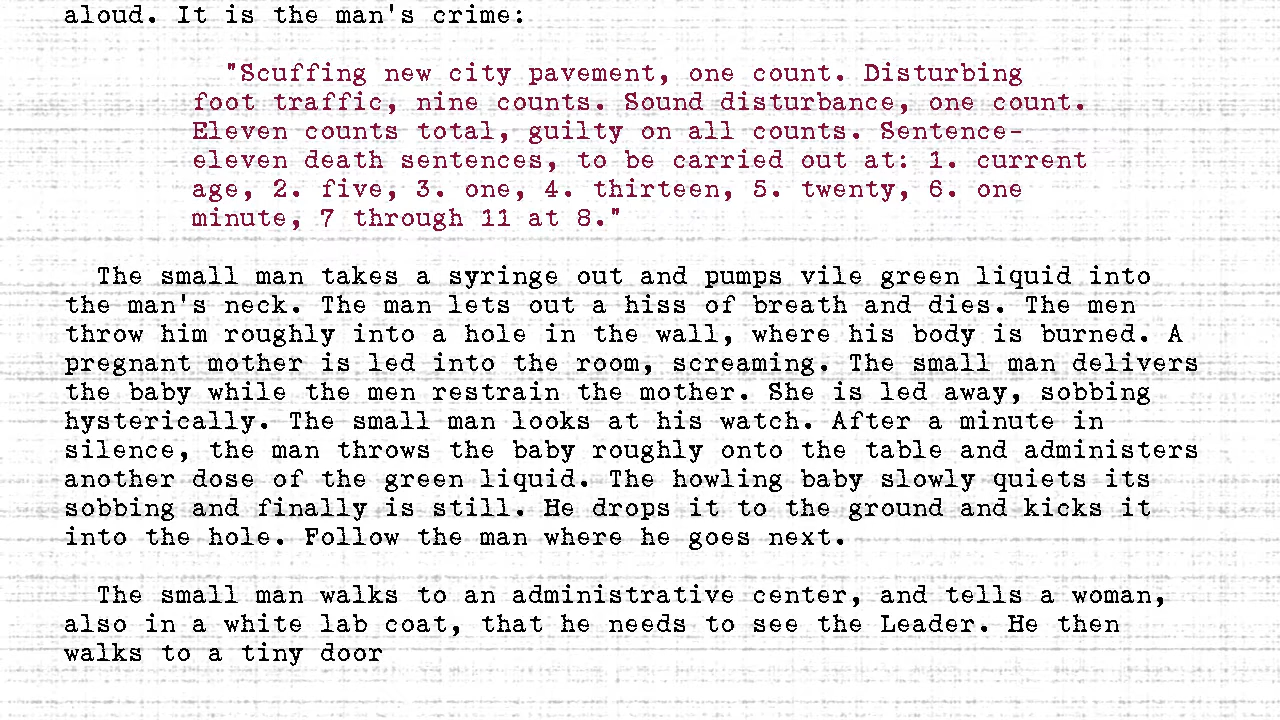 aloud. It is the man's crime:
"Scuffing new city pavement, one count. Disturbing
foot traffic, nine counts. Sound disturbance, one count.
Eleven counts total, guilty on all counts. Sentence-
eleven death sentences, to be carried out at: 1. current
age, 2. five, 3. one, 4. thirteen, 5. twenty, 6. one
minute, 7 through 11 at 8."
The small man takes a syringe out and pumps vile green liquid into
the man's neck. The man lets out a hiss of breath and dies. The men
throw him roughly into a hole in the wall, where his body is burned. A
pregnant mother is led into the room, screaming. The small man delivers
the baby while the men restrain the mother. She is led away, sobbing
hysterically. The small man looks at his watch. After a minute in
silence, the man throws the baby roughly onto the table and administers
another dose of the green liquid. The howling baby slowly quiets its
sobbing and finally is still. He drops it to the ground and kicks it
into the hole. Follow the man where he goes next.
The small man walks to an administrative center, and tells a woman,
also in a white lab coat, that he needs to see the Leader. He then
walks to a tiny door